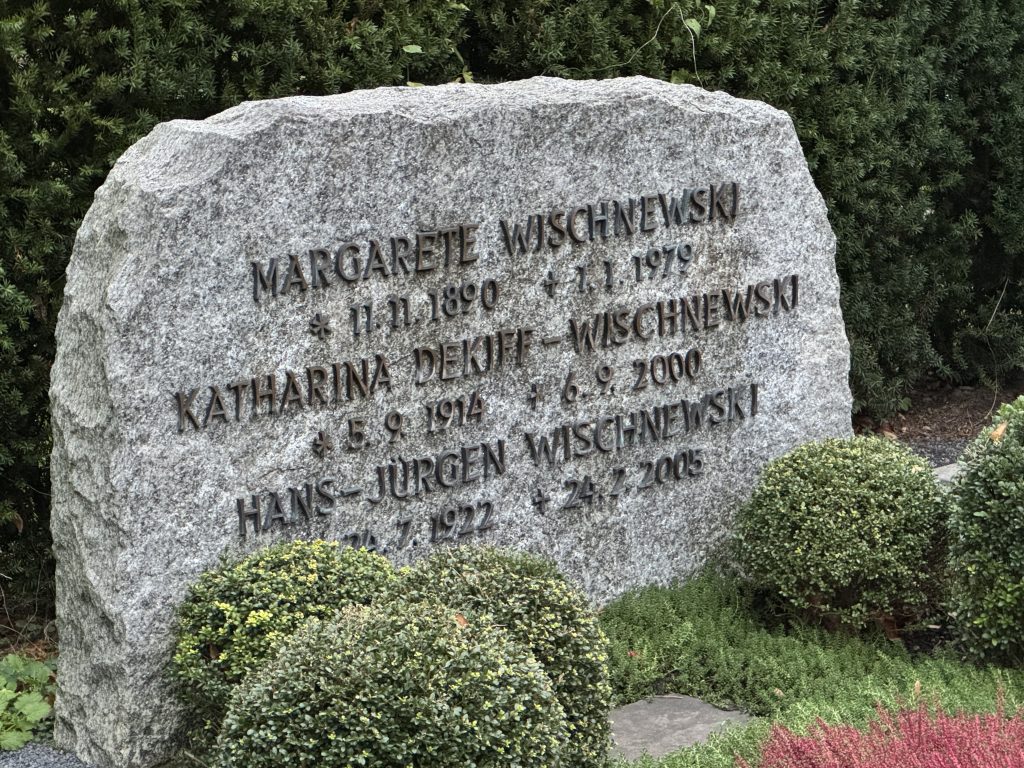 MARGARETE WISCHNEWSKI
* 11. 11. 1890 + 1. 1. 1979
KATHARINA DEKIFF-WISCHNEWSKI
* 5. 9. 1914 + 6. 9. 2000
HANS-JÜRGEN WISCHNEWSKI
24. 7. 1922 + 24. 2. 2005